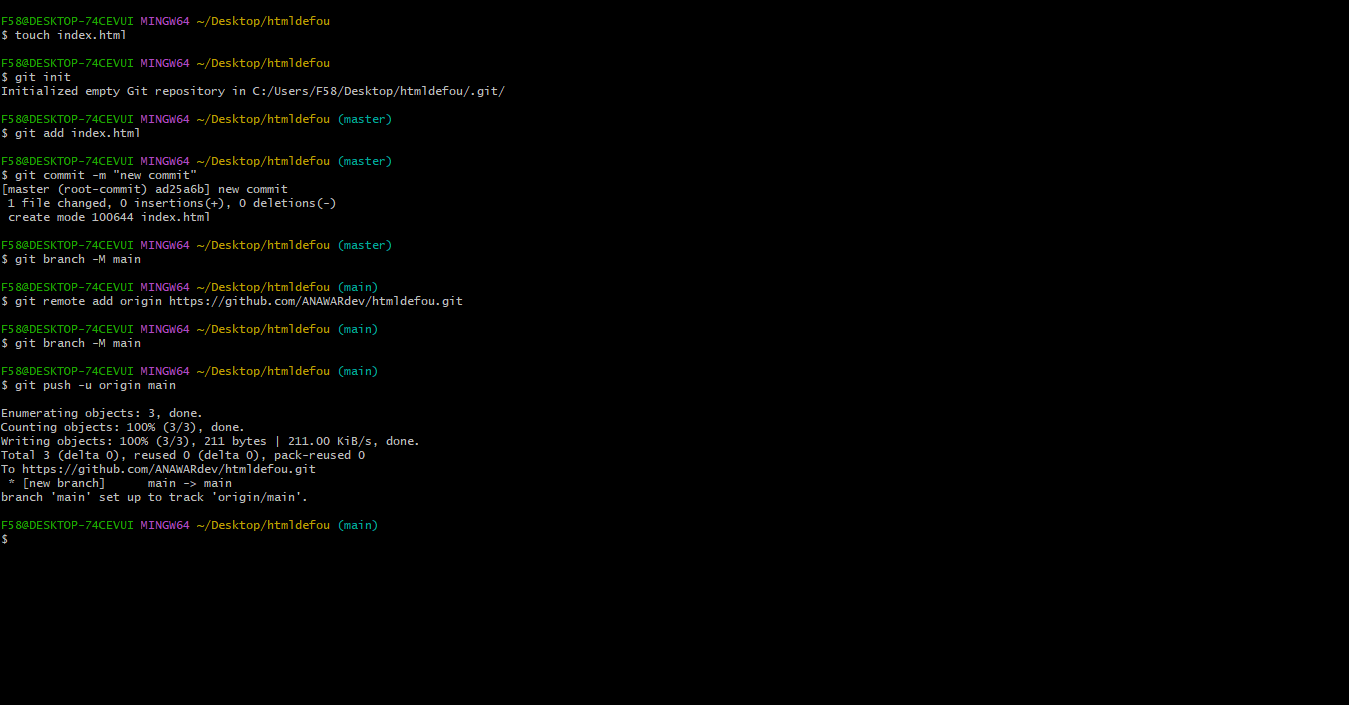 F58@DESKTOP-74CEVUI MINGW64 ~/Desktop/htmldefou
$ touch index.html
F58@DESKTOP-74CEVUI MINGW64 ~/Desktop/htmldefou
$ git init
Initialized empty Git repository in C:/Users/F58/Desktop/htmldefou/.git/
F58@DESKTOP-74CEVUI MINGW64 ~/Desktop/htmldefou (master)
$ git add index.html
F58@DESKTOP-74CEVUI MINGW64 ~/Desktop/htmldefou (master)
$ git commit -m "new commit"
[master (root-commit) ad25a6b] new commit
 1 file changed, 0 insertions(+), 0 deletions(-)
 create mode 100644 index.html
F58@DESKTOP-74CEVUI MINGW64 ~/Desktop/htmldefou (master)
$ git branch -M main
F58@DESKTOP-74CEVUI MINGW64 ~/Desktop/htmldefou (main)
$ git remote add origin https://github.com/ANAWARdev/htmldefou.git
F58@DESKTOP-74CEVUI MINGW64 ~/Desktop/htmldefou (main)
$ git branch -M main
F58@DESKTOP-74CEVUI MINGW64 ~/Desktop/htmldefou (main)
$ git push -u origin main
Enumerating objects: 3, done.
Counting objects: 100% (3/3), done.
Writing objects: 100% (3/3), 211 bytes | 211.00 KiB/s, done.
Total 3 (delta 0), reused 0 (delta 0), pack-reused 0
To https://github.com/ANAWARdev/htmldefou.git
 * [new branch]      main -> main
branch 'main' set up to track 'origin/main'.
F58@DESKTOP-74CEVUI MINGW64 ~/Desktop/htmldefou (main)
$